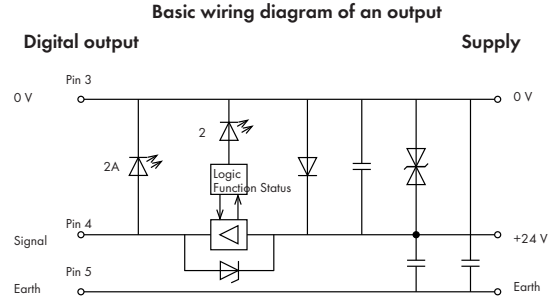 Basic wiring diagram of an output
Digital output
Supply
Pin 3
0 V
0 V
2
2A
Logic
Function Status
Pin 4
Signal
+24 V
Pin 5
Earth
Earth